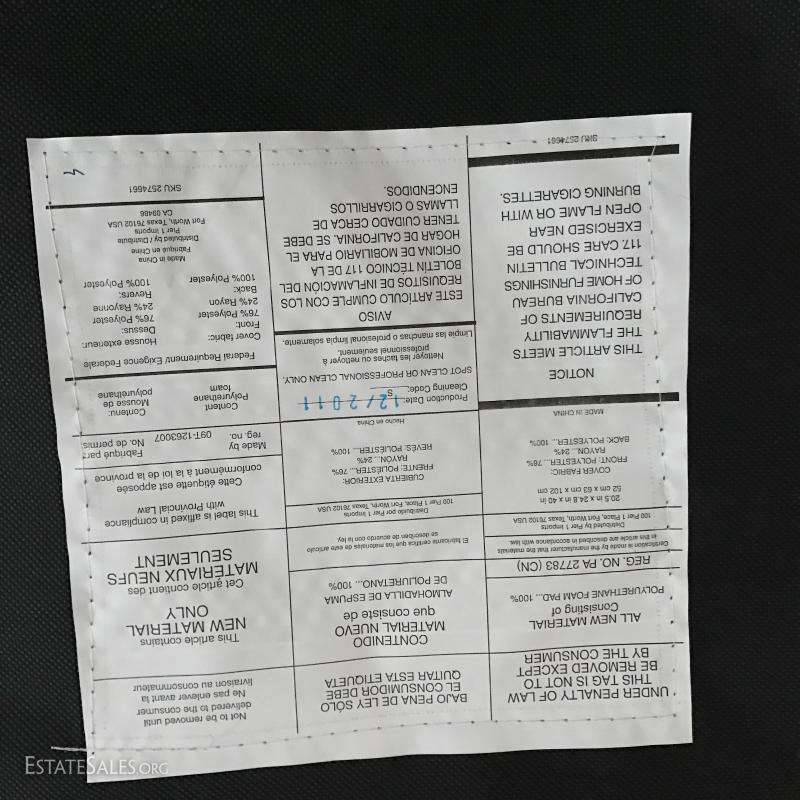 UNDER PENALTY OF LAW
THIS TAG IS NOT TO
BE REMOVED EXCEPT
BY THE CONSUMER
ALL NEW MATERIAL
Consisting of
POLYURETHANE FOAM PAD... 100%
REG. NO. PA 27783 (CN)
Certification is made by the manufacturer that the materials
in this article are described in accordance with law.
Distributed by Pier 1 Imports
100 Pier 1 Place, Fort Worth, Texas 76102 USA
20.5 in x 24.8 in x 40 in
52 cm x 63 cm x 102 cm
COVER FABRIC:
FRONT: POLYESTER... 76%
RAYON... 24%
BACK: POLYESTER... 100%
MADE IN CHINA
NOTICE
THIS ARTICLE MEETS
THE FLAMMABILITY
REQUIREMENTS OF
CALIFORNIA BUREAU
OF HOME FURNISHINGS
TECHNICAL BULLETIN
117. CARE SHOULD BE
EXERCISED NEAR
OPEN FLAME OR WITH
BURNING CIGARETTES.
SKU 2574661
BAJO PENA DE LEY SÓLO
EL CONSUMIDOR DEBE
QUITAR ESTA ETIQUETA
CONTENIDO
MATERIAL NUEVO
que consiste de
ALMOHADILLA DE ESPUMA
DE POLIURETANO... 100%
El fabricante certifica que los materiales de este artículo
se describen de acuerdo con la ley.
Distribuido por Pier 1 Imports
100 Pier 1 Place, Fort Worth, Texas 76102 USA
CUBIERTA EXTERIOR:
FRENTE: POLIÉSTER... 76%
RAYÓN... 24%
REVÉS: POLIÉSTER... 100%
Hecho en China
Production Date: 12/2011
Cleaning Code: S
SPOT CLEAN OR PROFESSIONAL CLEAN ONLY.
Nettoyer les taches ou nettoyer à
professionnel seulement.
Limpie las manchas o profesional limpia solamente.
AVISO
ESTE ARTÍCULO CUMPLE CON LOS
REQUISITOS DE INFLAMACIÓN DEL
BOLETÍN TÉCNICO 117 DE LA
OFICINA DE MOBILIARIO PARA EL
HOGAR DE CALIFORNIA. SE DEBE
TENER CUIDADO CERCA DE
LLAMAS O CIGARRILLOS
ENCENDIDOS.
Not to be removed until
delivered to the consumer
Ne pas enlever avant la
livraison au consommateur
This article contains
NEW MATERIAL
ONLY
Cet article contient des
MATÉRIAUX NEUFS
SEULEMENT
This label is affixed in compliance
with Provincial Law
Cette étiquette est apposée
conformément à la loi de la province
Made by Fabriqué par:
reg. no. 09T-1263007 No. de permis
Content Contenu:
Polyurethane Mousse de
foam polyurethane
Federal Requirement/ Exigence Federale
Cover fabric: Housse exterieur:
Front: Dessus:
76% Polyester 76% Polyester
24% Rayon 24% Rayonne
Back: Revers:
100% Polyester 100% Polyester
Made in China
Fabriqué en Chine
Distributed by / Distribute
Pier 1 Imports
Fort Worth, Texas 76102 USA
CA 09486
SKU 2574661
4
ESTATESALES.ORG